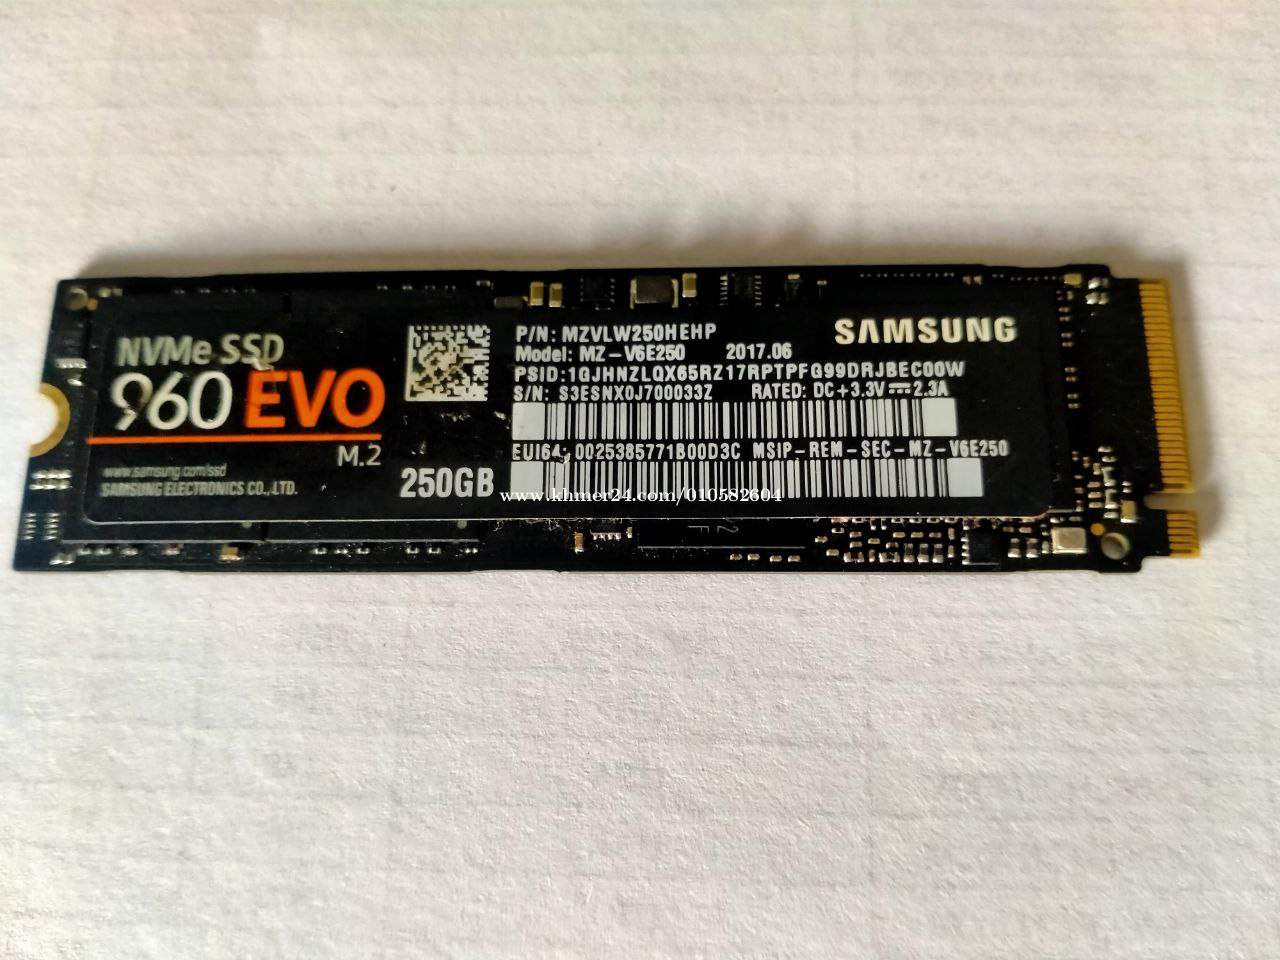 NVMe SSD
960 EVO
M.2
www.samsung.com/ssd
SAMSUNG ELECTRONICS CO., LTD.
250GB
P/N: MZVLW250HEHP
Model: MZ-V6E250 2017.06
PSID:1GJHNZLQX65RZ17RPTPFG99DRJBEC00W
S/N: S3ESNX0J700033Z RATED: DC+3.3V⎓2.3A
EUI64: 0025385771B00D3C MSIP-REM-SEC-MZ-V6E250
SAMSUNG
www.khmer24.com/010582604